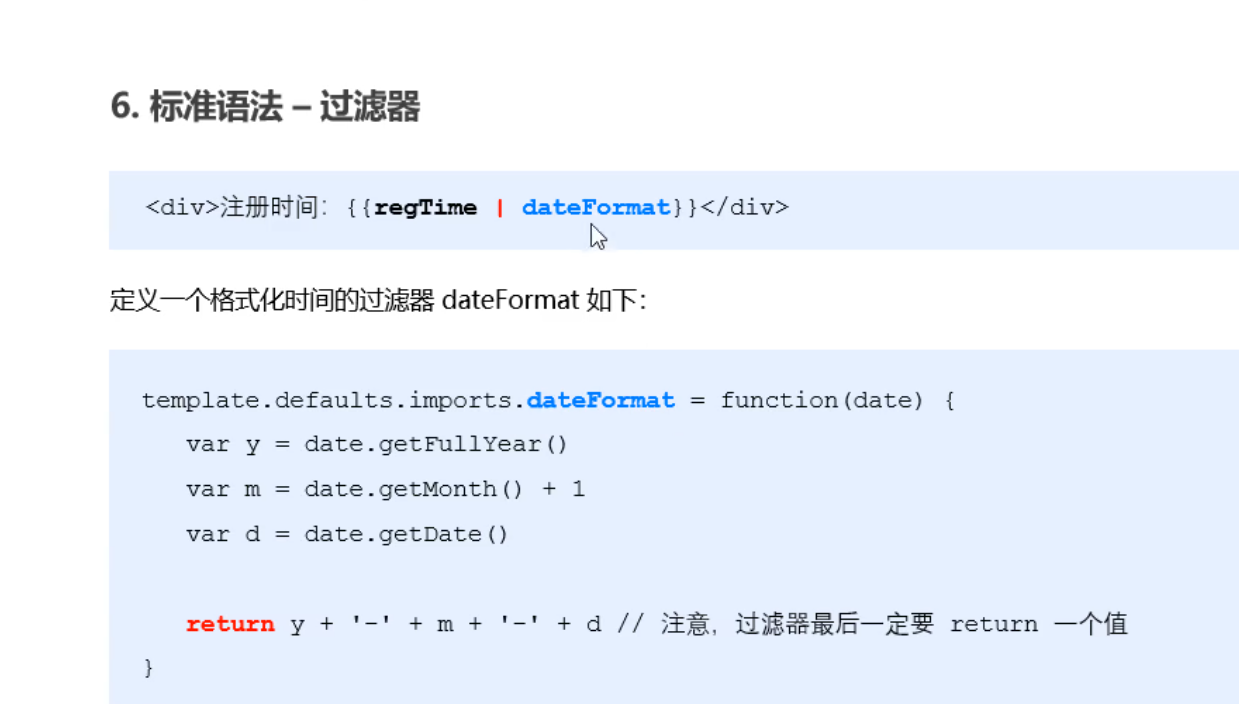 6. 标准语法 – 过滤器
<div>注册时间：{{regTime | dateFormat}}</div>
定义一个格式化时间的过滤器 dateFormat 如下：
template.defaults.imports.dateFormat = function(date) {
var y = date.getFullYear()
var m = date.getMonth() + 1
var d = date.getDate()
return y + '-' + m + '-' + d // 注意，过滤器最后一定要 return 一个值
}